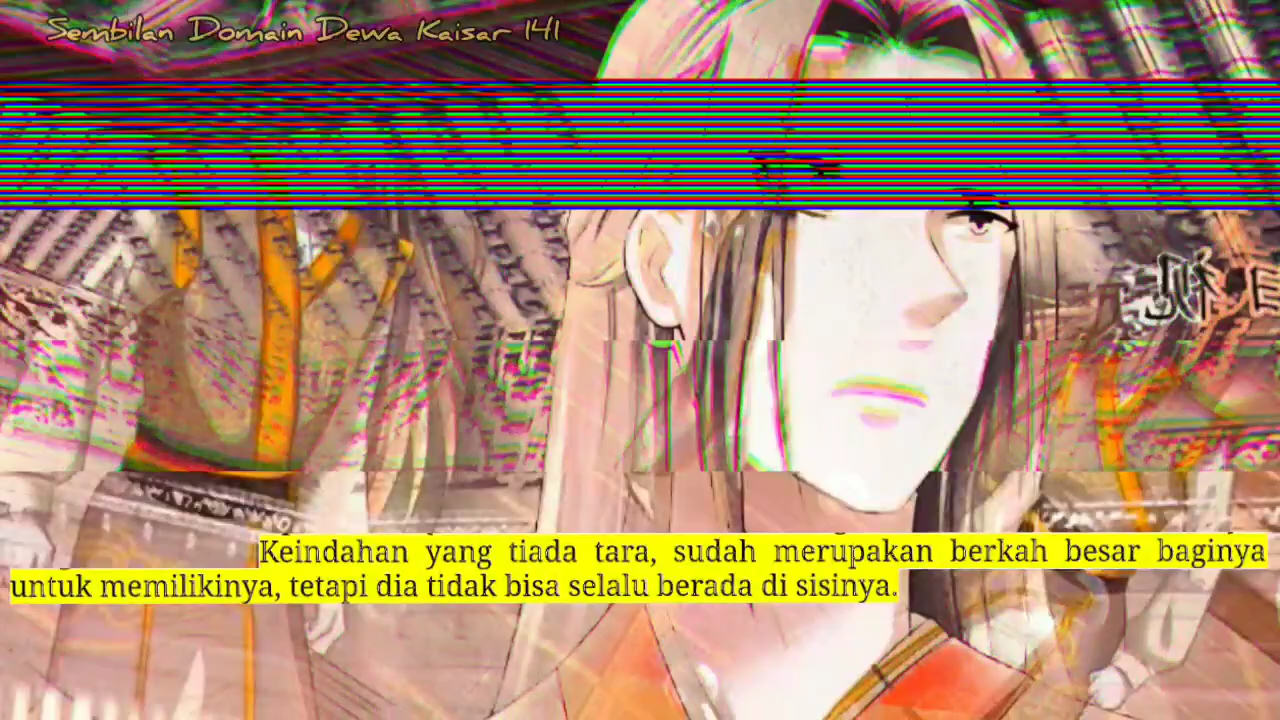 Sembilan Domain Dewa Kaisar 141
Keindahan yang tiada tara, sudah merupakan berkah besar baginya
untuk memilikinya, tetapi dia tidak bisa selalu berada di sisinya.